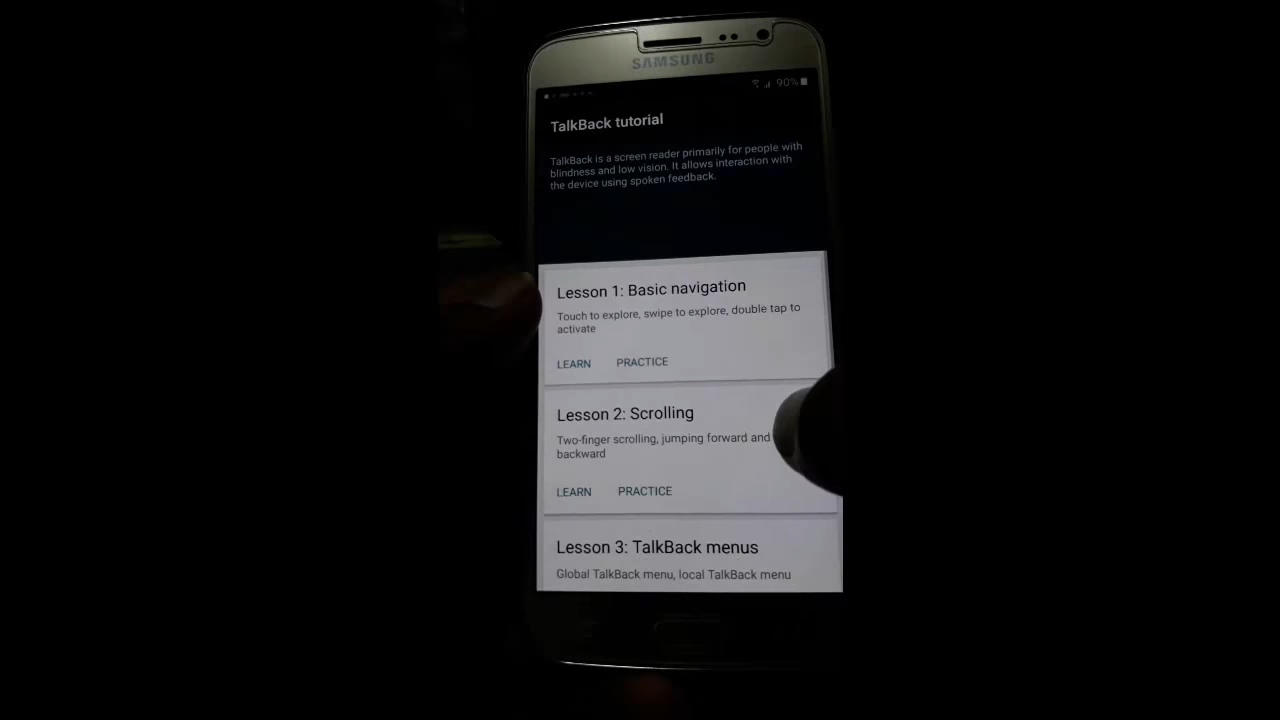 SAMSUNG
90%
TalkBack tutorial
TalkBack is a screen reader primarily for people with
blindness and low vision. It allows interaction with
the device using spoken feedback.
Lesson 1: Basic navigation
Touch to explore, swipe to explore, double tap to
activate
LEARN PRACTICE
Lesson 2: Scrolling
Two-finger scrolling, jumping forward and
backward
LEARN PRACTICE
Lesson 3: TalkBack menus
Global TalkBack menu, local TalkBack menu